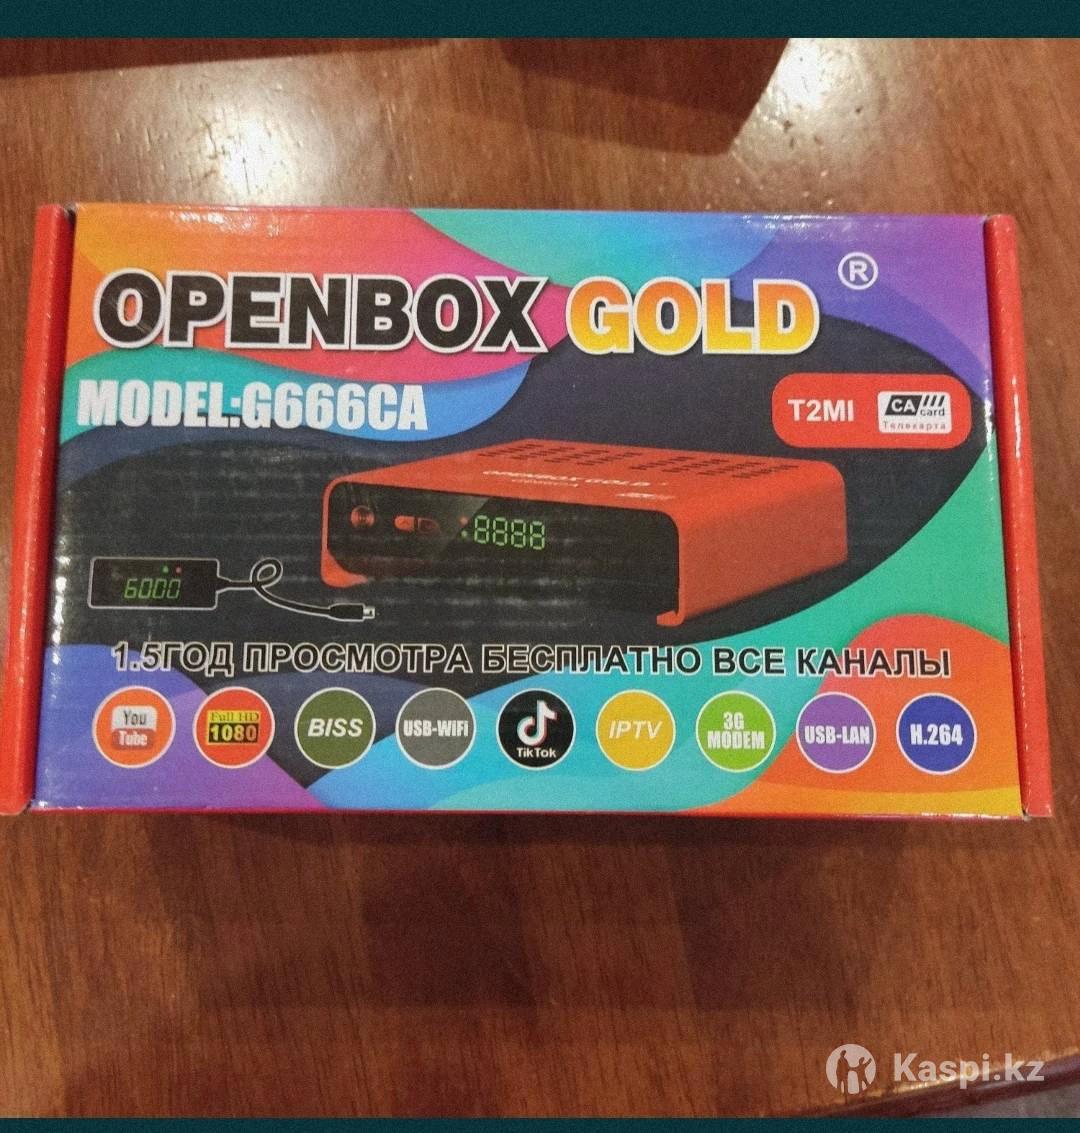 OPENBOX GOLD ®
MODEL:G666CA
T2MI
CA card
Телекарта
OPENBOX GOLD
8888
6000
1.5ГОД ПРОСМОТРА БЕСПЛАТНО ВСЕ КАНАЛЫ
You Tube
Full HD 1080
BISS
USB-WiFi
TikTok
IPTV
3G MODEM
USB-LAN
H.264
Kaspi.kz